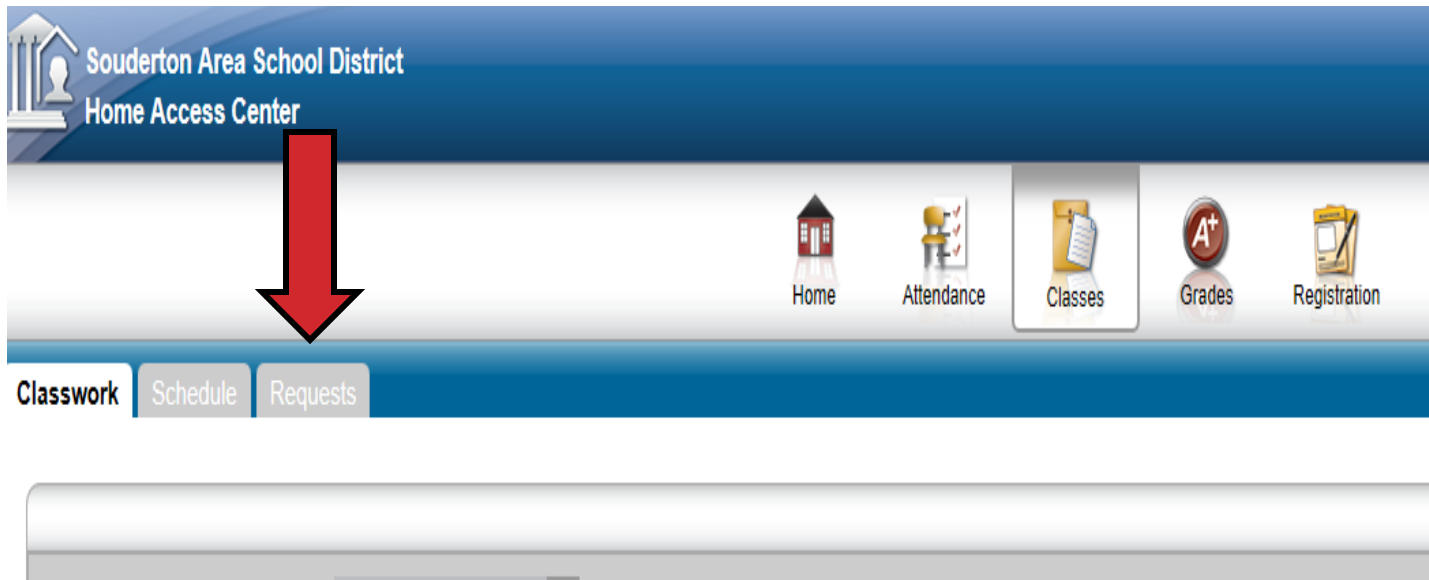 Souderton Area School District
Home Access Center
Home Attendance Classes A+ Grades Registration
Classwork Schedule Requests